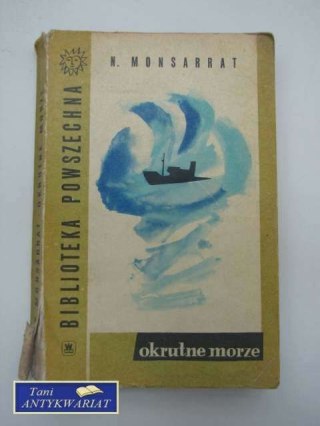 N. MONSARRAT
BIBLIOTEKA POWSZECHNA
okrutne morze
Tani
ANTYKWARIAT